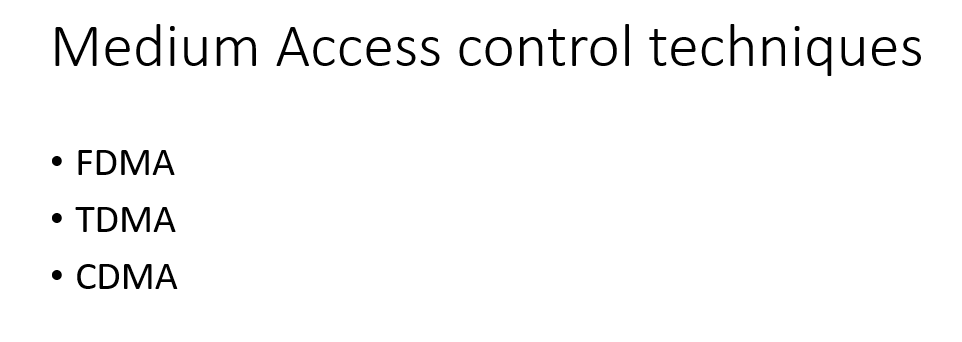 Medium Access control techniques
• FDMA
• TDMA
• CDMA